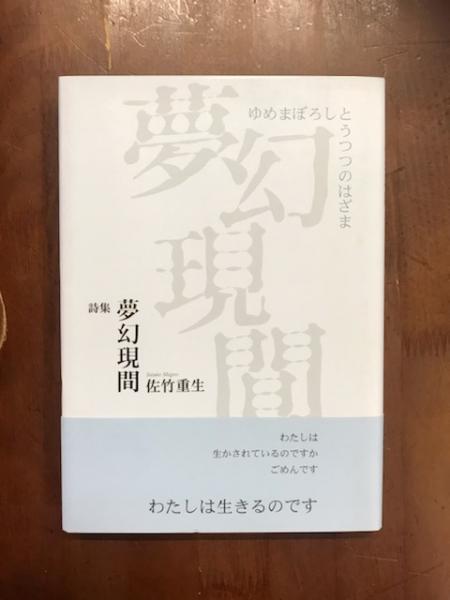 ゆめまぼろしとうつつのはざま
夢幻現間
詩集
夢幻現間
佐竹重生
わたしは
生かされているのですか
ごめんです
わたしは生きるのです